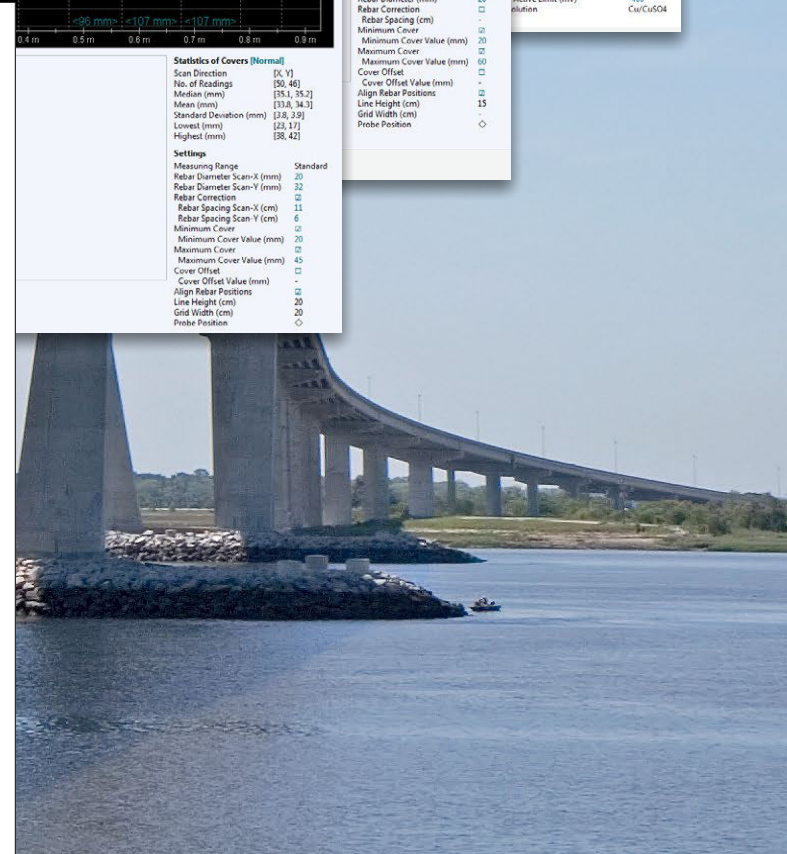 <96 mm> <107 mm> <107 mm>
0.4 m 0.5 m 0.6 m 0.7 m 0.8 m 0.9 m
Statistics of Covers [Normal]
Scan Direction [X, Y]
No. of Readings [50, 46]
Median (mm) [35.1, 35.2]
Mean (mm) [33.8, 34.3]
Standard Deviation (mm) [3.8, 3.9]
Lowest (mm) [23, 17]
Highest (mm) [38, 42]
Settings
Measuring Range Standard
Rebar Diameter Scan-X (mm) 20
Rebar Diameter Scan-Y (mm) 32
Rebar Correction
Rebar Spacing Scan-X (cm) 11
Rebar Spacing Scan-Y (cm) 6
Minimum Cover
Minimum Cover Value (mm) 20
Maximum Cover
Maximum Cover Value (mm) 45
Cover Offset
Cover Offset Value (mm) -
Align Rebar Positions
Line Height (cm) 20
Grid Width (cm) 20
Probe Position
Rebar Correction
Rebar Spacing (cm) -
Minimum Cover
Minimum Cover Value (mm) 20
Maximum Cover
Maximum Cover Value (mm) 60
Cover Offset
Cover Offset Value (mm) -
Align Rebar Positions
Line Height (cm) 15
Grid Width (cm) -
Probe Position
Cu/CuSO4